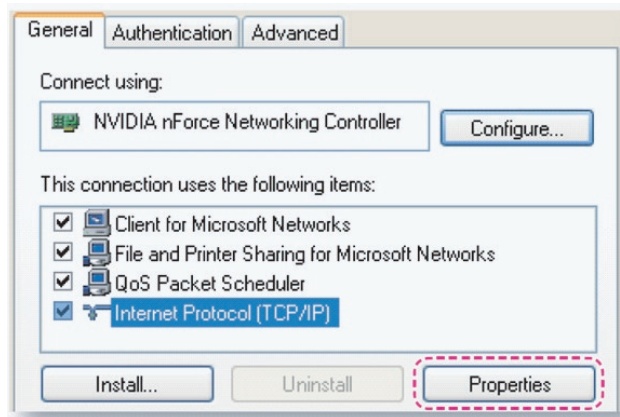 General Authentication Advanced
Connect using:
NVIDIA nForce Networking Controller Configure...
This connection uses the following items:
Client for Microsoft Networks
File and Printer Sharing for Microsoft Networks
QoS Packet Scheduler
Internet Protocol (TCP/IP)
Install... Uninstall Properties